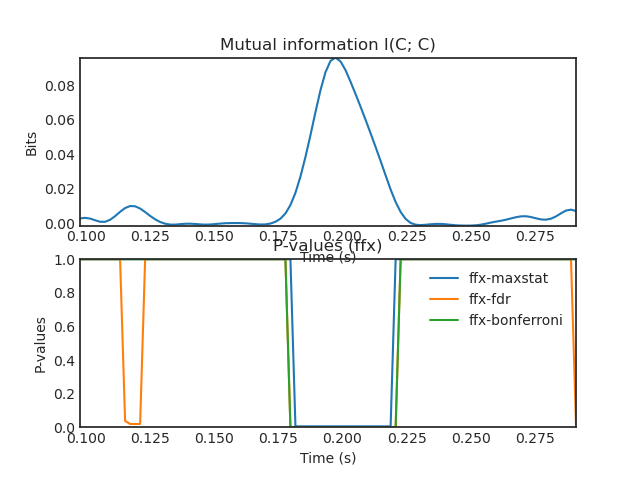 Mutual information I(C; C)
0.08
0.06
0.04
0.02
0.00
Bits
0.100 0.125 0.150 0.175 0.200 0.225 0.250 0.275
Time (s)
P-values (ffx)
1.0
0.8
0.6
0.4
0.2
0.0
P-values
ffx-maxstat
ffx-fdr
ffx-bonferroni
0.100 0.125 0.150 0.175 0.200 0.225 0.250 0.275
Time (s)